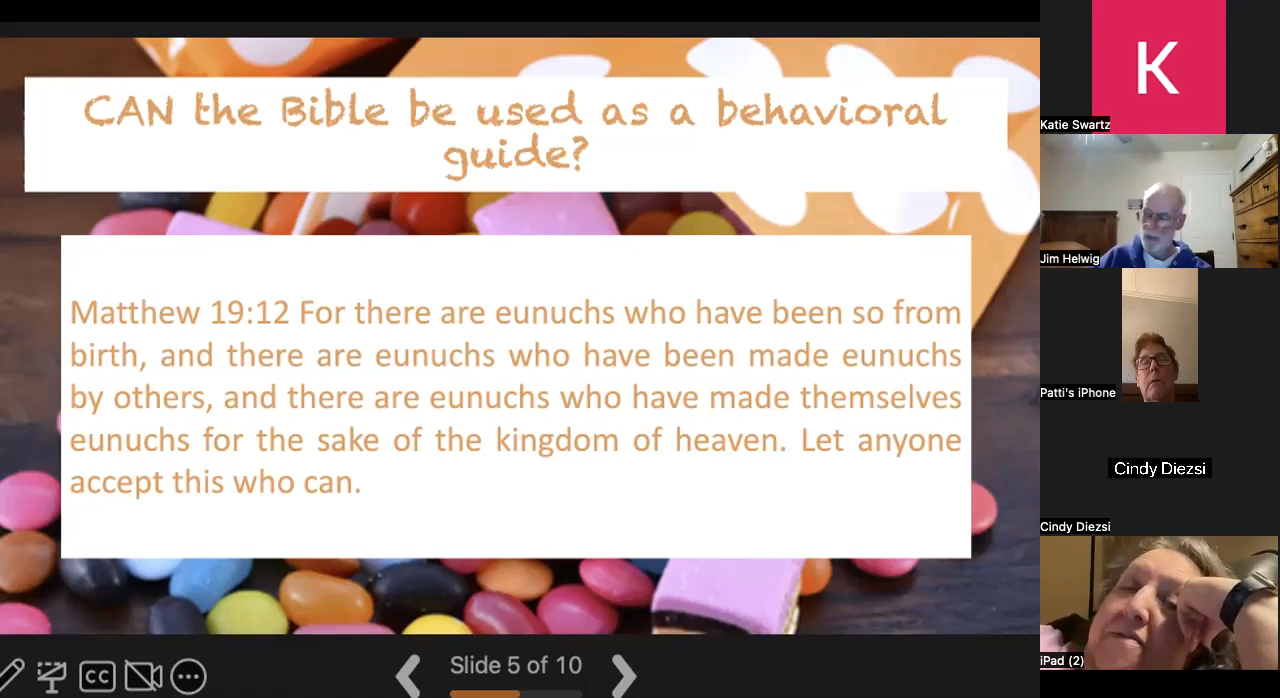 CAN the Bible be used as a behavioral
guide?
Matthew 19:12 For there are eunuchs who have been so from
birth, and there are eunuchs who have been made eunuchs
by others, and there are eunuchs who have made themselves
eunuchs for the sake of the kingdom of heaven. Let anyone
accept this who can.
CC
Slide 5 of 10
K
Katie Swartz
Jim Helwig
Patti's iPhone
Cindy Diezsi
Cindy Diezsi
iPad (2)